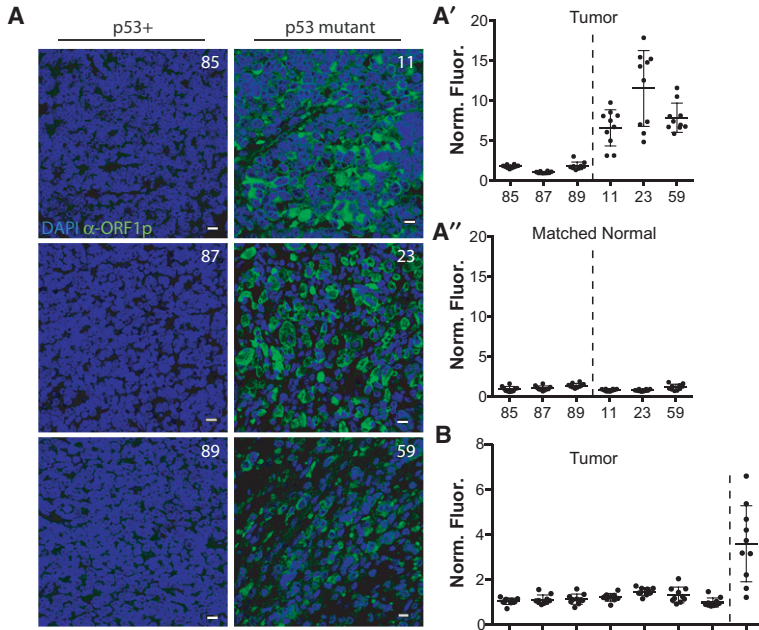 A
p53+
p53 mutant
85
11
DAPI α-ORF1p
87
23
89
59
A′
Tumor
Norm. Fluor.
20
15
10
5
0
85 87 89 11 23 59
A″
Matched Normal
Norm. Fluor.
20
15
10
5
0
85 87 89 11 23 59
B
Tumor
Norm. Fluor.
8
6
4
2
0